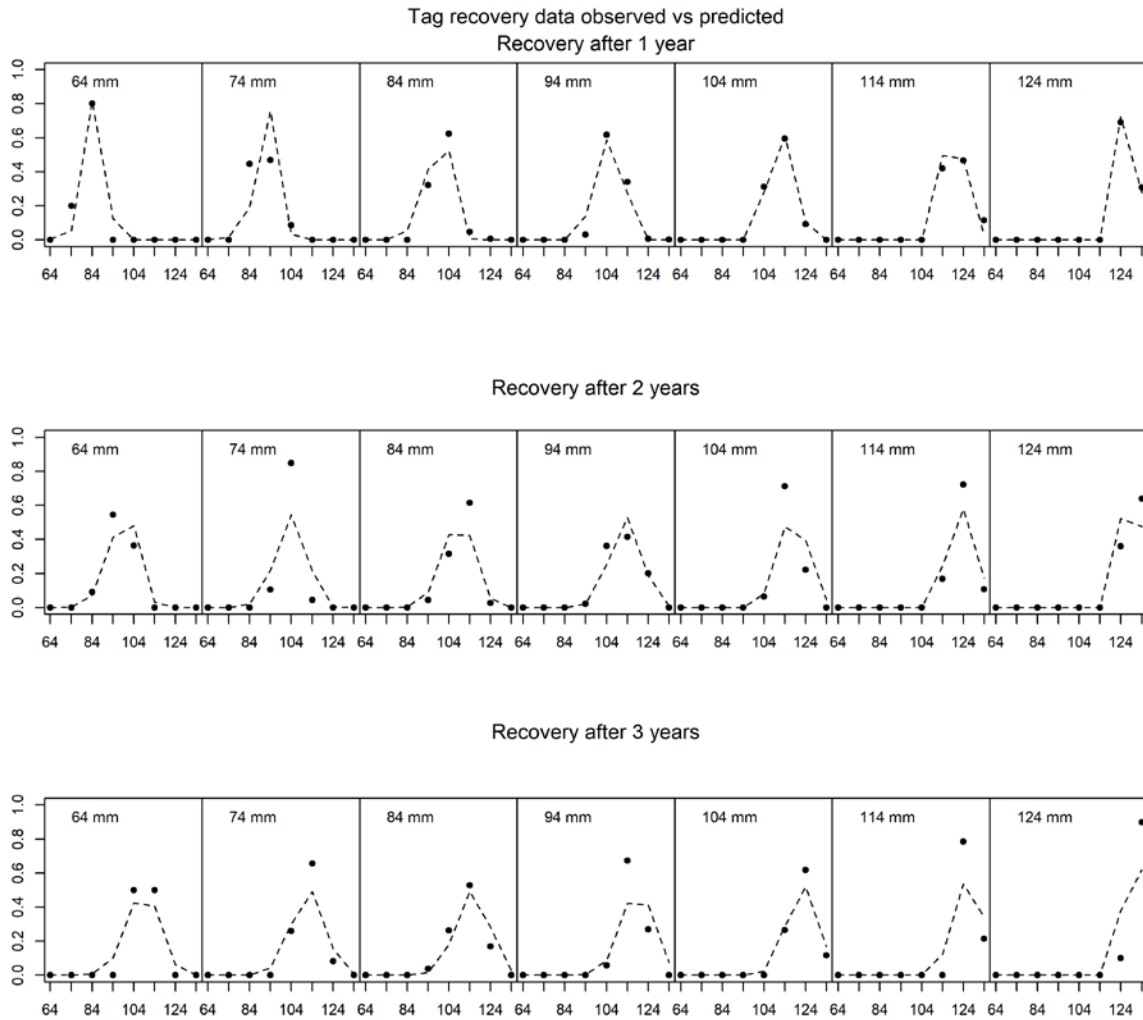 Tag recovery data observed vs predicted
Recovery after 1 year
64 mm 74 mm 84 mm 94 mm 104 mm 114 mm 124 mm
0.0 0.2 0.4 0.6 0.8 1.0
64 84 104 124 64 84 104 124 64 84 104 124 64 84 104 124 64 84 104 124 64 84 104 124 64 84 104 124
Recovery after 2 years
64 mm 74 mm 84 mm 94 mm 104 mm 114 mm 124 mm
0.0 0.2 0.4 0.6 0.8 1.0
64 84 104 124 64 84 104 124 64 84 104 124 64 84 104 124 64 84 104 124 64 84 104 124 64 84 104 124
Recovery after 3 years
64 mm 74 mm 84 mm 94 mm 104 mm 114 mm 124 mm
0.0 0.2 0.4 0.6 0.8 1.0
64 84 104 124 64 84 104 124 64 84 104 124 64 84 104 124 64 84 104 124 64 84 104 124 64 84 104 124